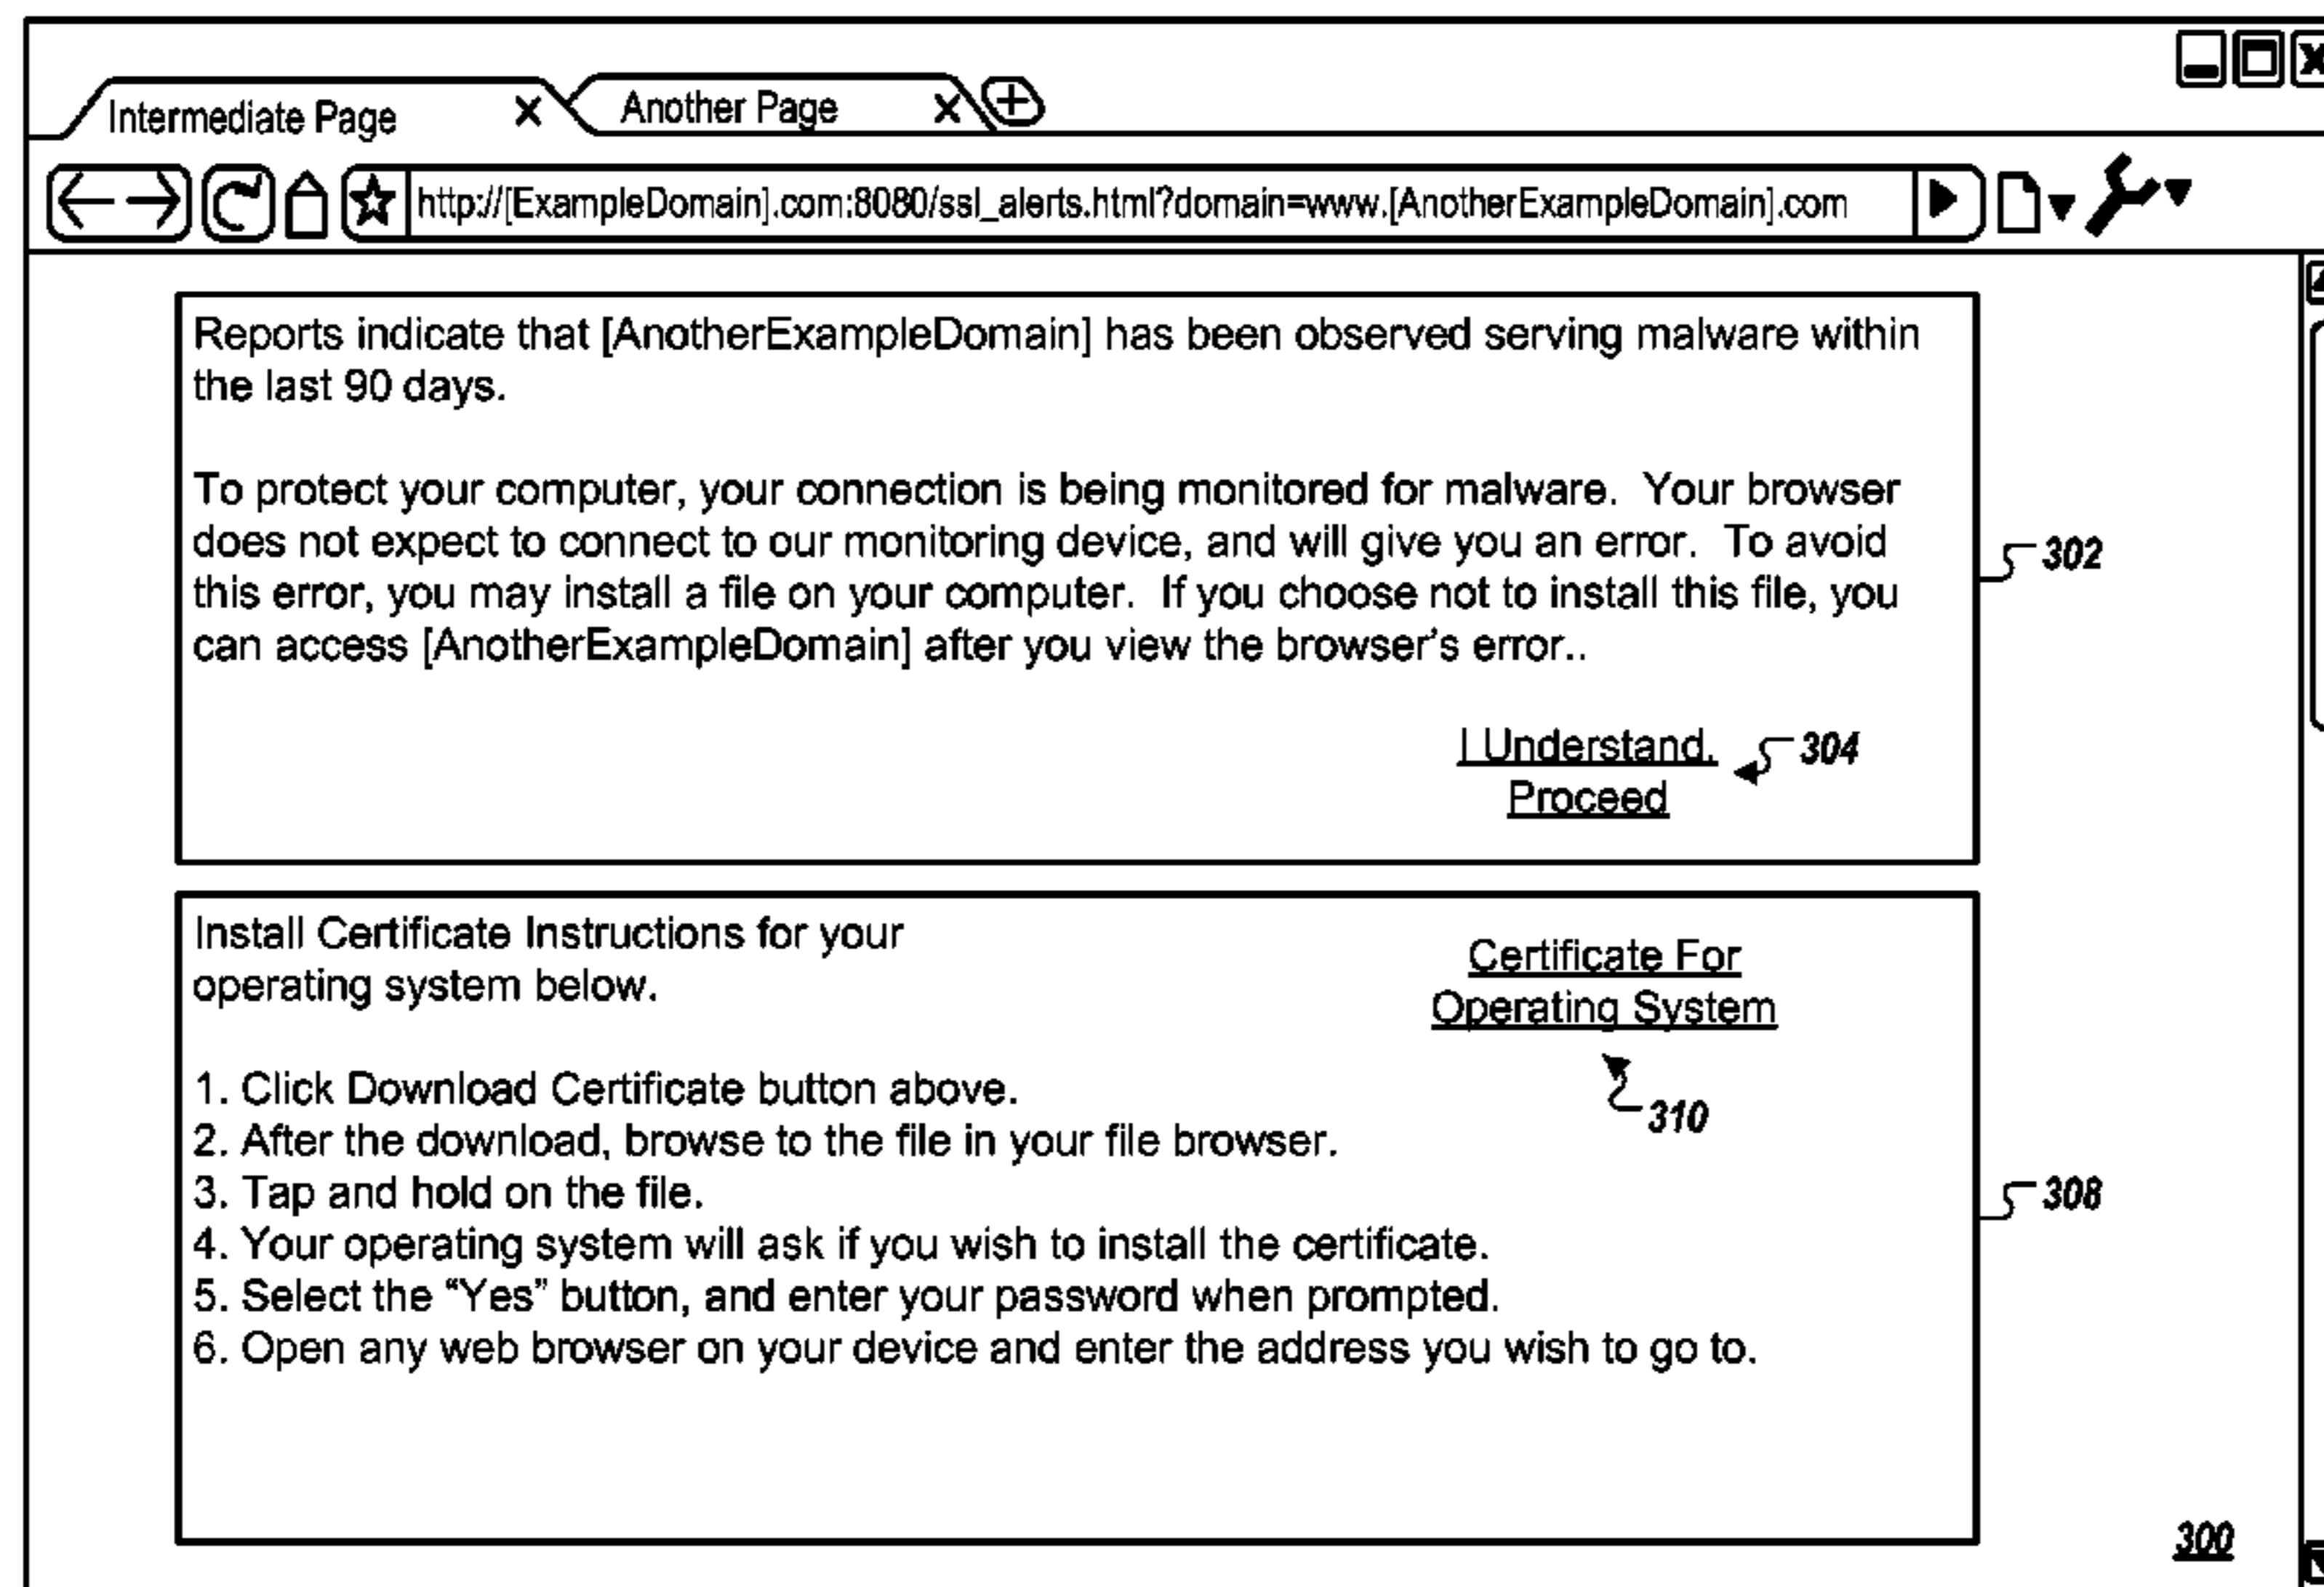 Intermediate Page
Another Page
http://[ExampleDomain].com:8080/ssl_alerts.html?domain=www.[AnotherExampleDomain].com
Reports indicate that [AnotherExampleDomain] has been observed serving malware within
the last 90 days.
To protect your computer, your connection is being monitored for malware. Your browser
does not expect to connect to our monitoring device, and will give you an error. To avoid
this error, you may install a file on your computer. If you choose not to install this file, you
can access [AnotherExampleDomain] after you view the browser's error..
302
I Understand.
Proceed
304
Install Certificate Instructions for your
operating system below.
Certificate For
Operating System
310
1. Click Download Certificate button above.
2. After the download, browse to the file in your file browser.
3. Tap and hold on the file.
4. Your operating system will ask if you wish to install the certificate.
5. Select the “Yes” button, and enter your password when prompted.
6. Open any web browser on your device and enter the address you wish to go to.
308
300